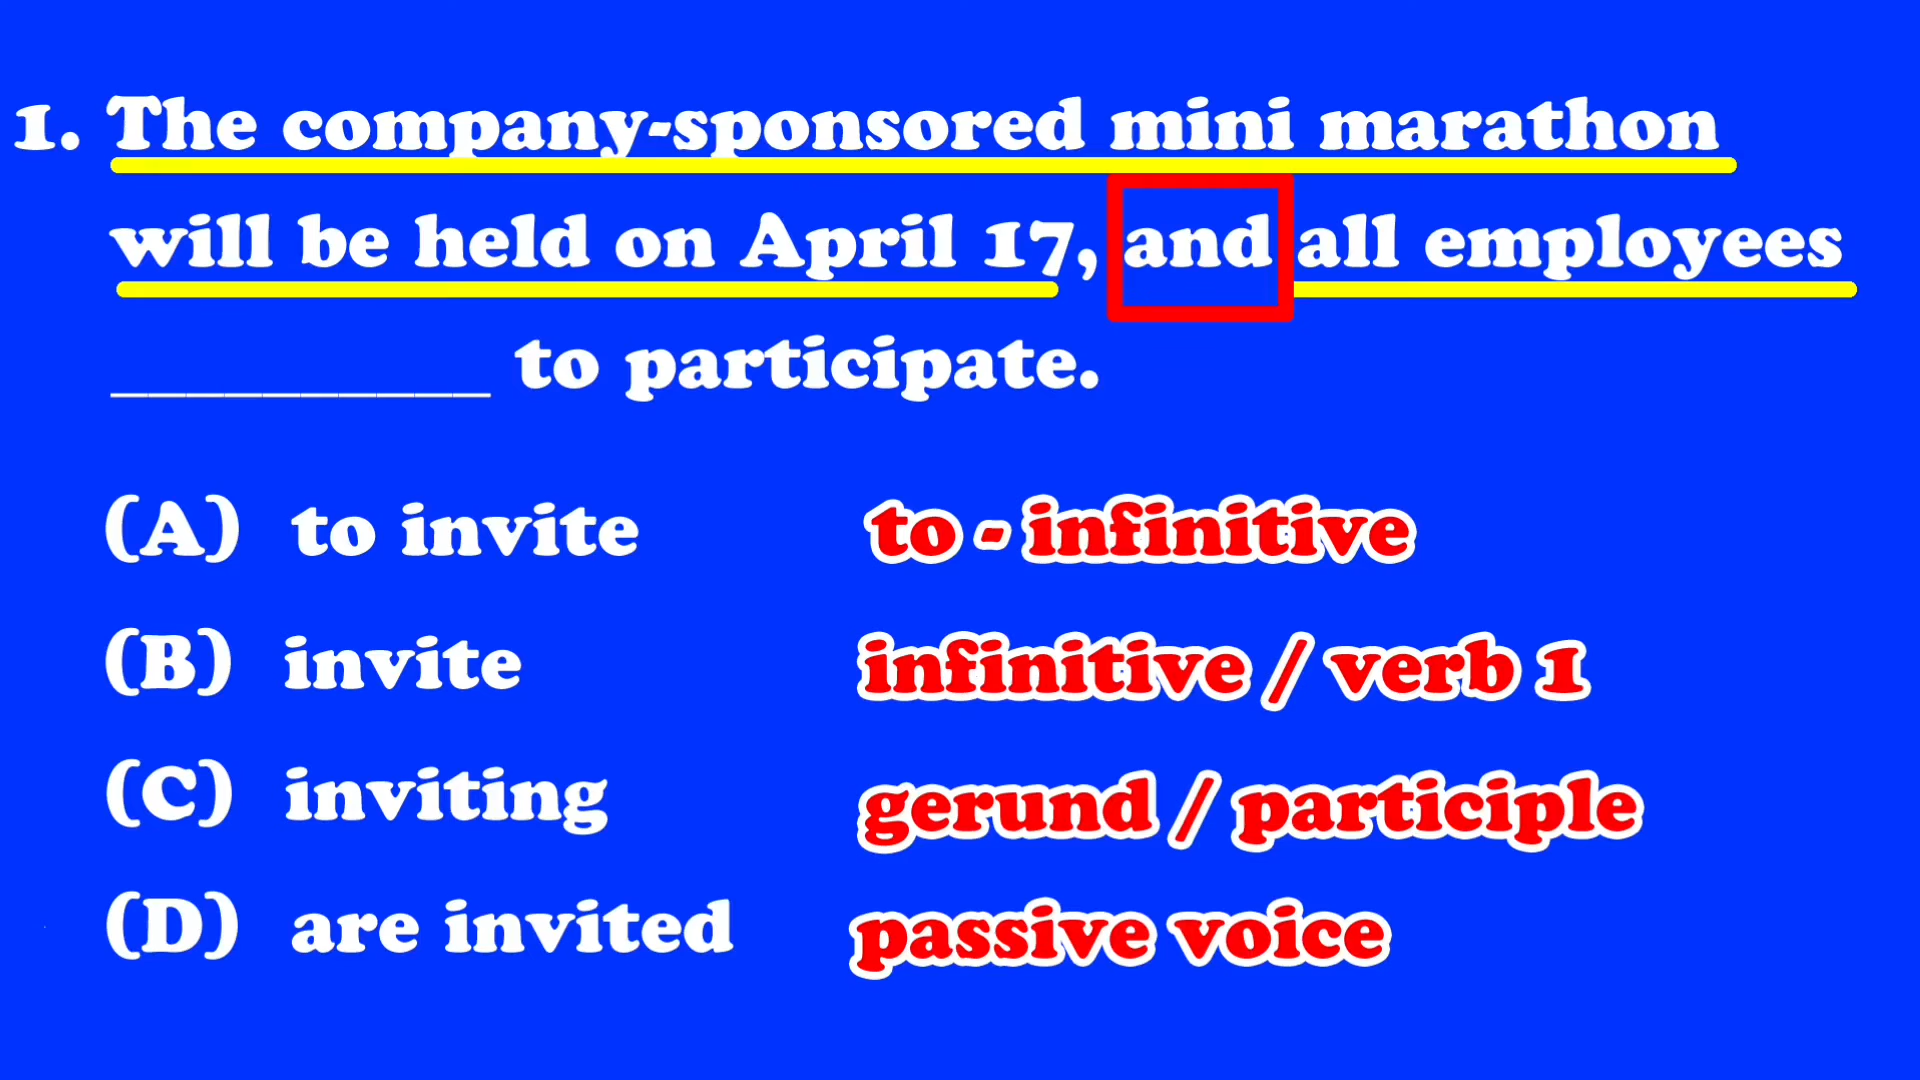 1. The company-sponsored mini marathon
will be held on April 17, and all employees
__________ to participate.
(A) to invite to - infinitive
(B) invite infinitive / verb 1
(C) inviting gerund / participle
(D) are invited passive voice